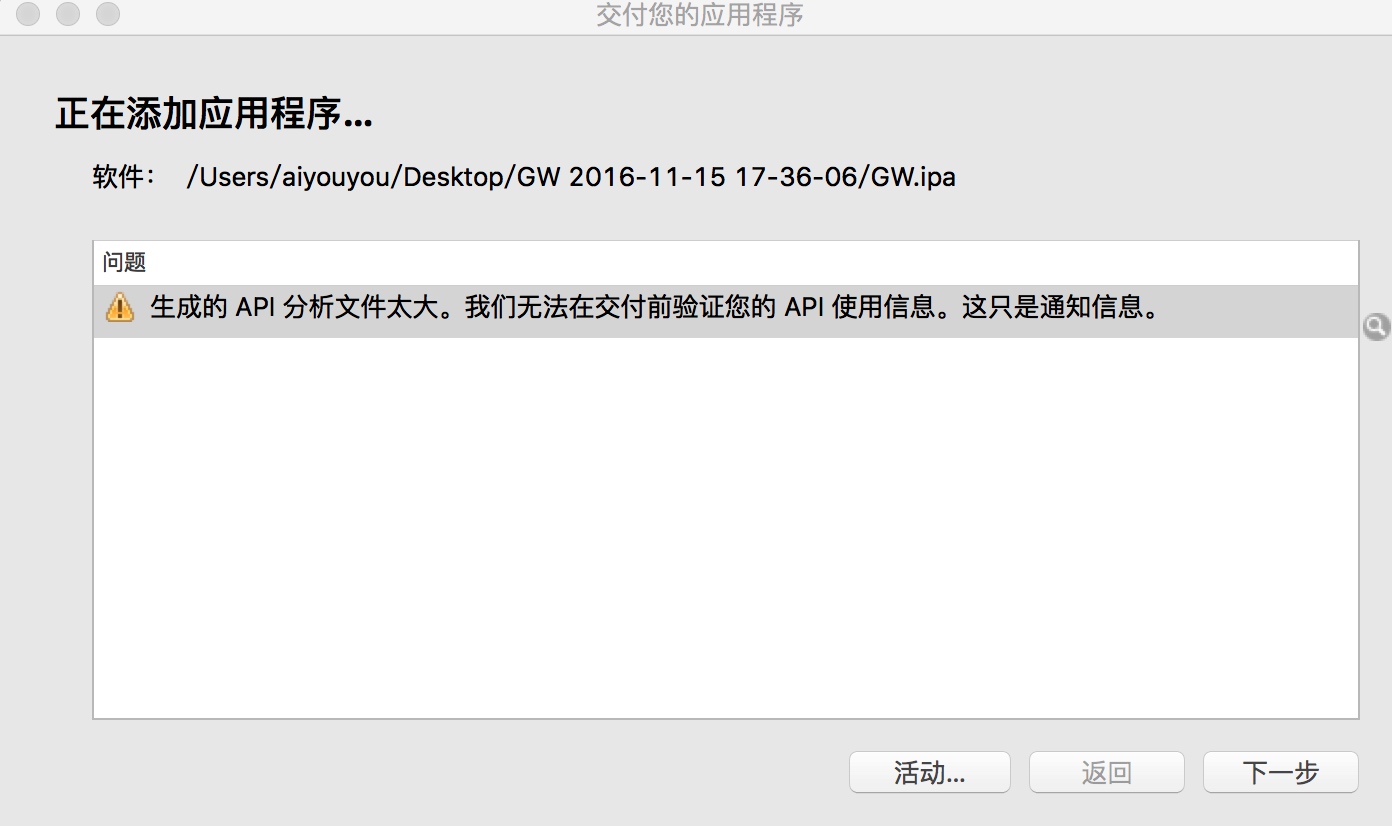 交付您的应用程序
正在添加应用程序...
软件： /Users/aiyouyou/Desktop/GW 2016-11-15 17-36-06/GW.ipa
问题
生成的 API 分析文件太大。我们无法在交付前验证您的 API 使用信息。这只是通知信息。
活动... 返回 下一步